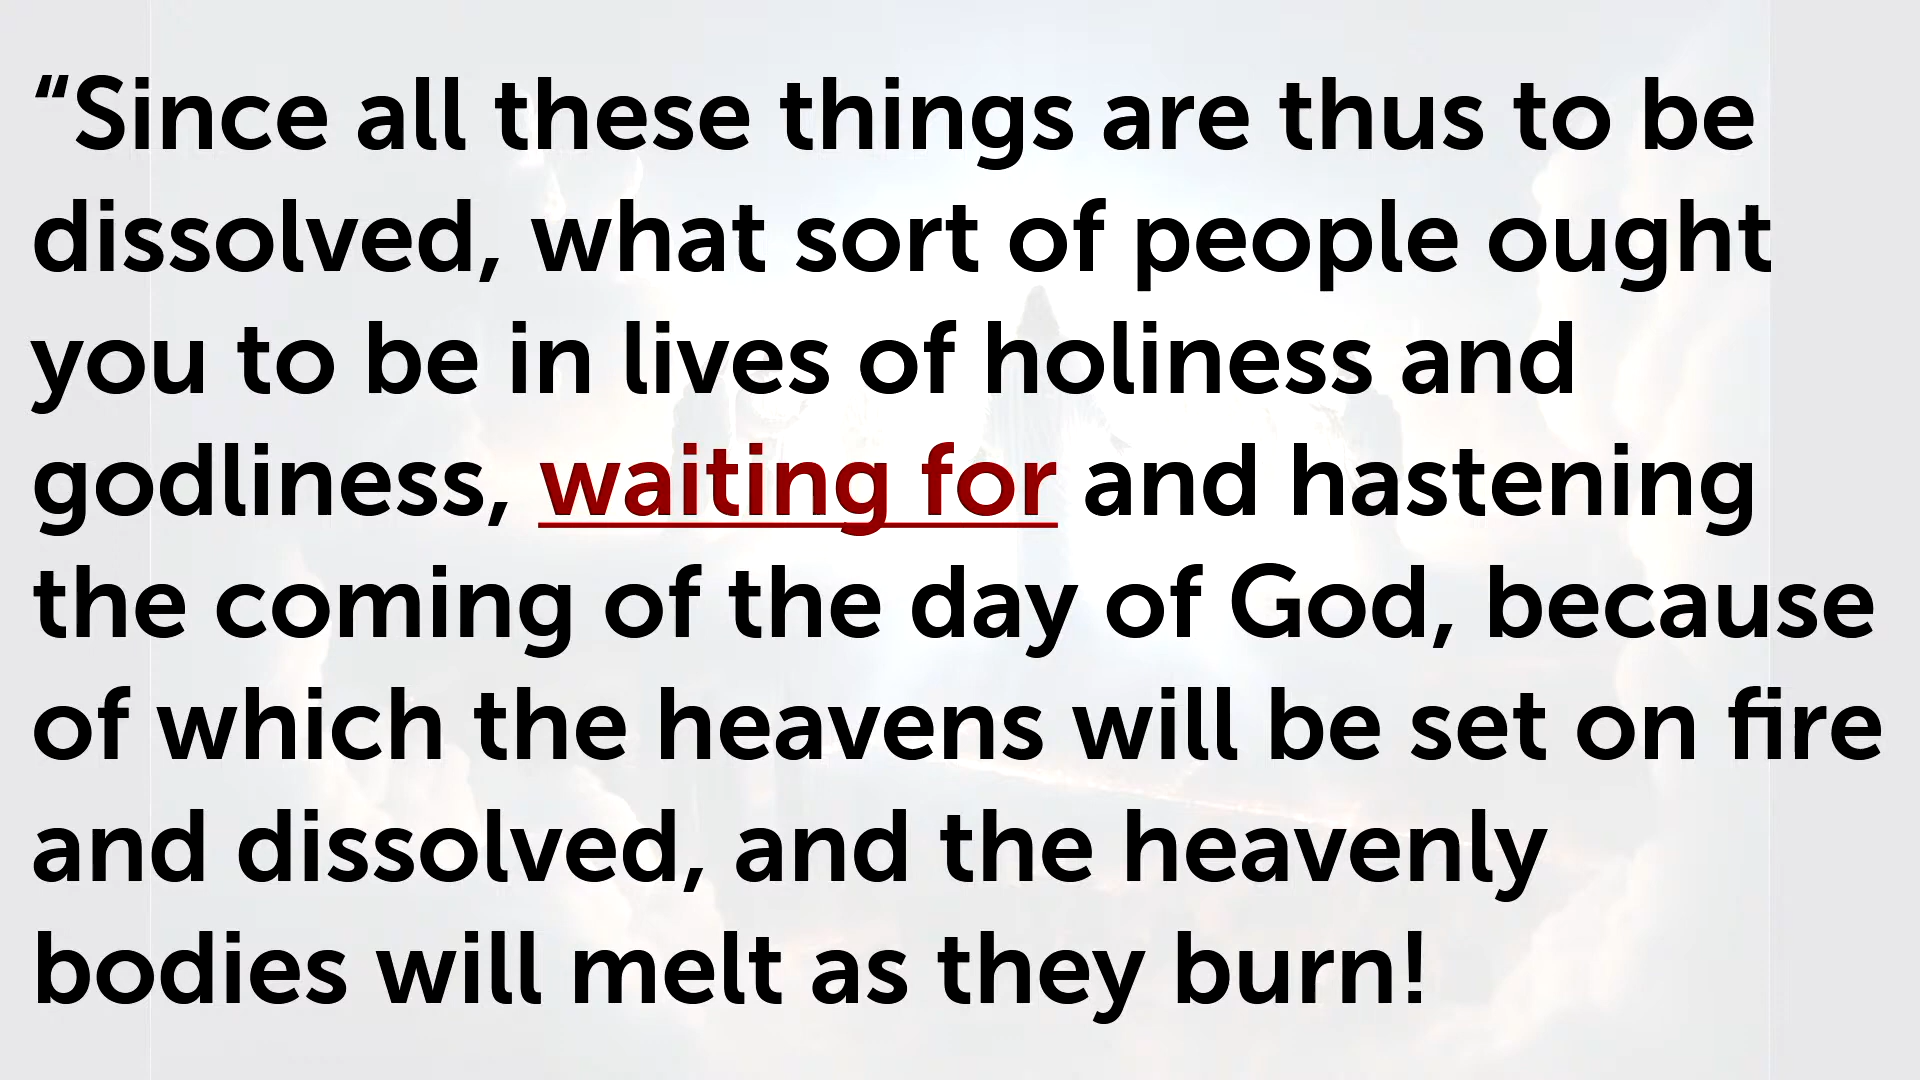 “Since all these things are thus to be
dissolved, what sort of people ought
you to be in lives of holiness and
godliness, waiting for and hastening
the coming of the day of God, because
of which the heavens will be set on fire
and dissolved, and the heavenly
bodies will melt as they burn!